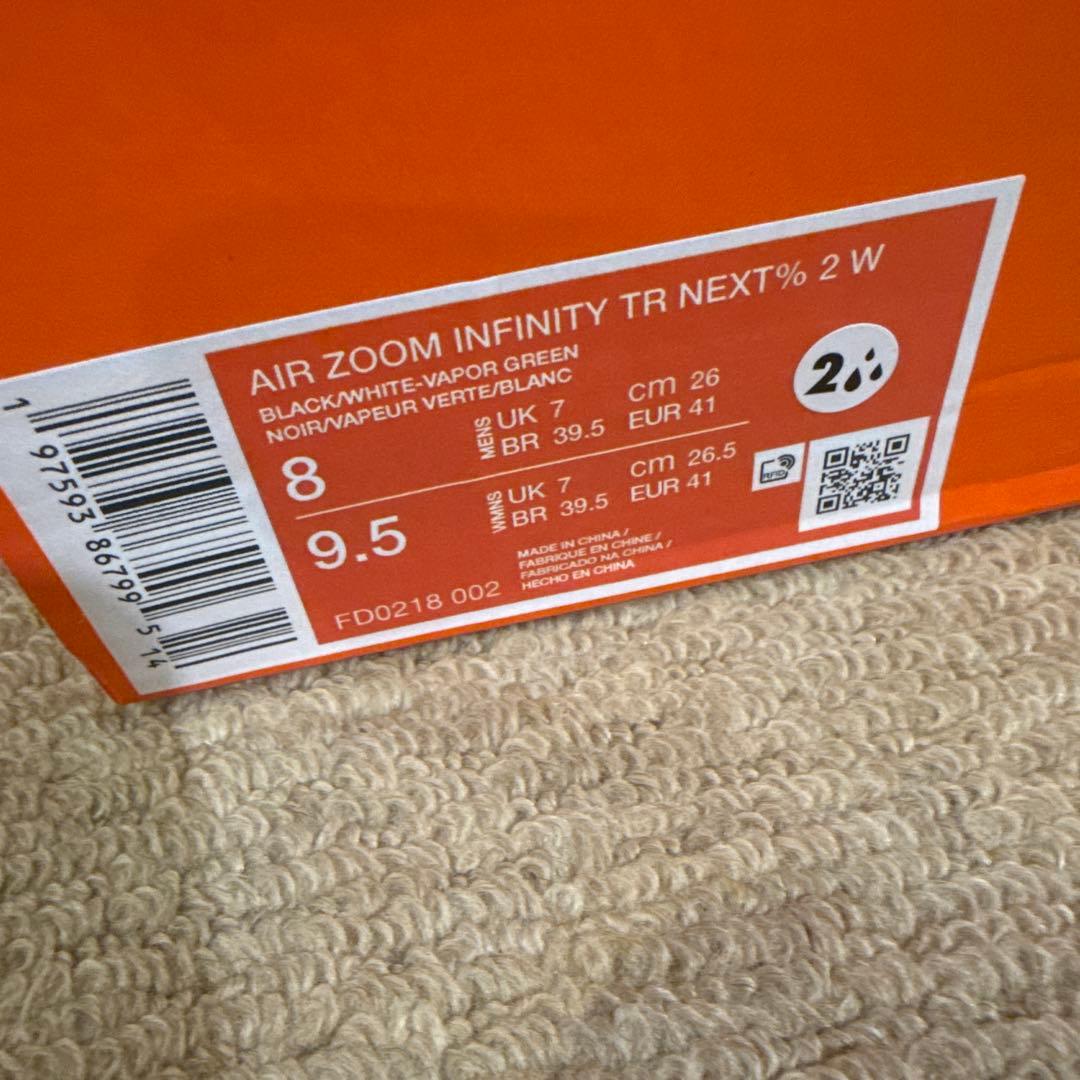 AIR ZOOM INFINITY TR NEXT% 2 W
BLACK/WHITE-VAPOR GREEN
NOIR/VAPEUR VERTE/BLANC
8 MENS UK 7 cm 26
BR 39.5 EUR 41
9.5 WMNS UK 7 cm 26.5
BR 39.5 EUR 41
FD0218 002
MADE IN CHINA /
FABRIQUE EN CHINE /
FABRICADO NA CHINA /
HECHO EN CHINA
2
RFID
1 97593 86799 5 14